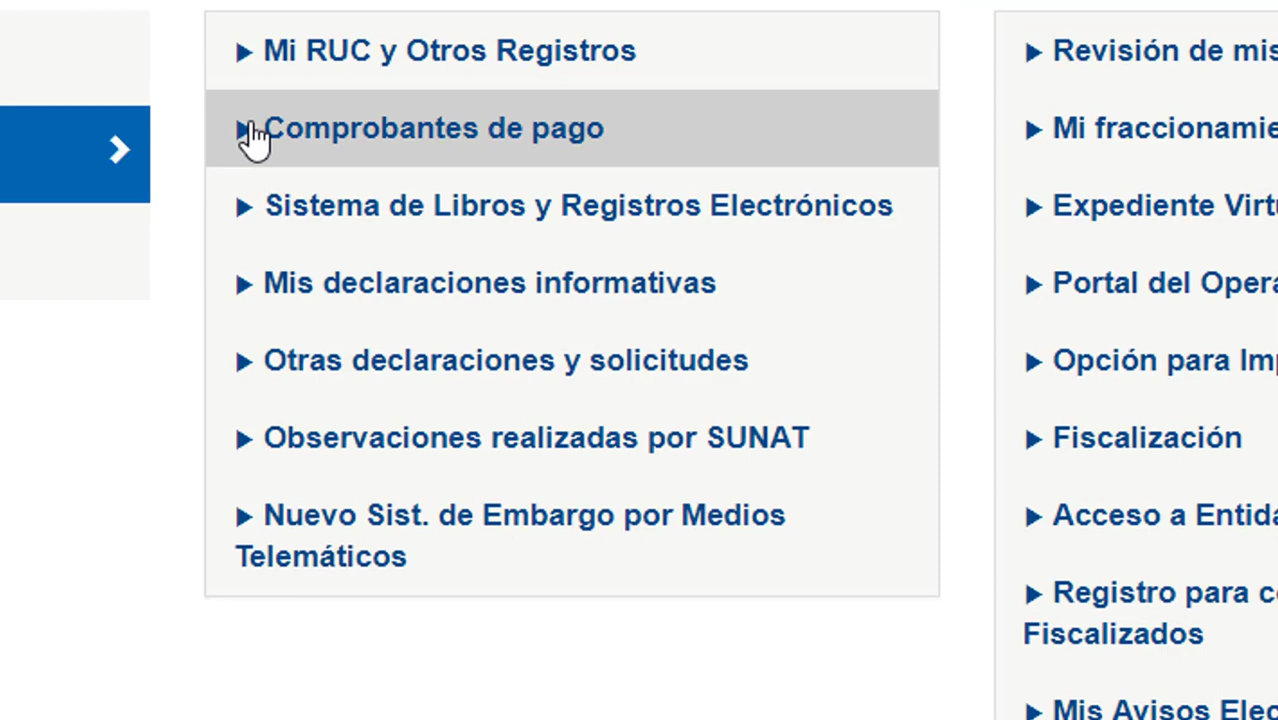 Mi RUC y Otros Registros
Comprobantes de pago
Sistema de Libros y Registros Electrónicos
Mis declaraciones informativas
Otras declaraciones y solicitudes
Observaciones realizadas por SUNAT
Nuevo Sist. de Embargo por Medios
Telemáticos
Revisión de mis
Mi fraccionamie
Expediente Virtu
Portal del Opera
Opción para Imp
Fiscalización
Acceso a Entida
Registro para co
Fiscalizados
Mis Avisos Elec